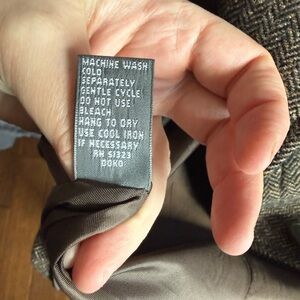 MACHINE WASH
COLD
SEPARATELY
GENTLE CYCLE
DO NOT USE
BLEACH
HANG TO DRY
USE COOL IRON
IF NECESSARY
RN 51323
DOKO